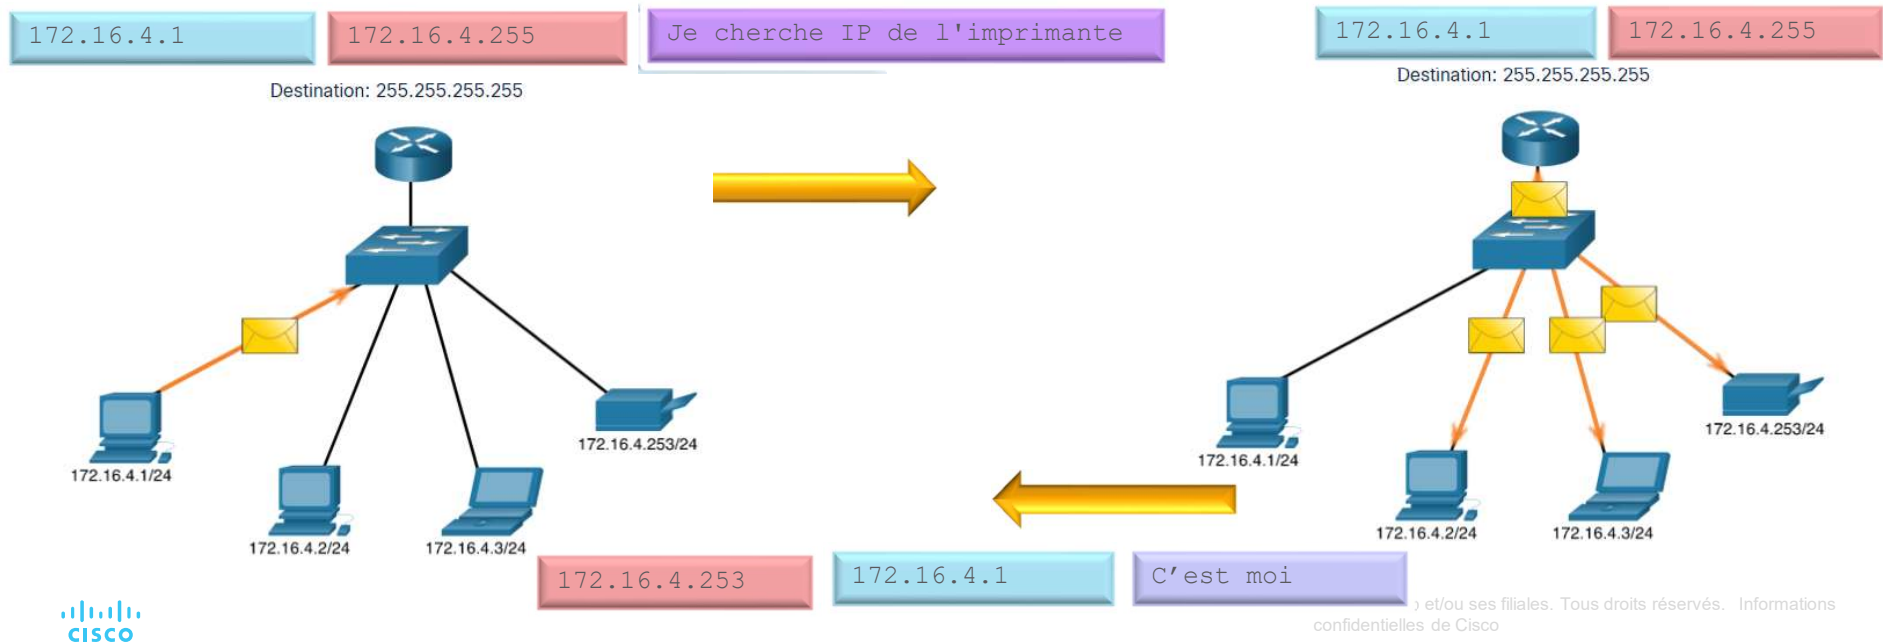 172.16.4.1
172.16.4.255
Je cherche IP de l'imprimante
172.16.4.1
172.16.4.255
Destination: 255.255.255.255
Destination: 255.255.255.255
172.16.4.1/24
172.16.4.2/24
172.16.4.3/24
172.16.4.253/24
172.16.4.1/24
172.16.4.2/24
172.16.4.3/24
172.16.4.253/24
172.16.4.253
172.16.4.1
C’est moi
et/ou ses filiales. Tous droits réservés. Informations
confidentielles de Cisco
CISCO